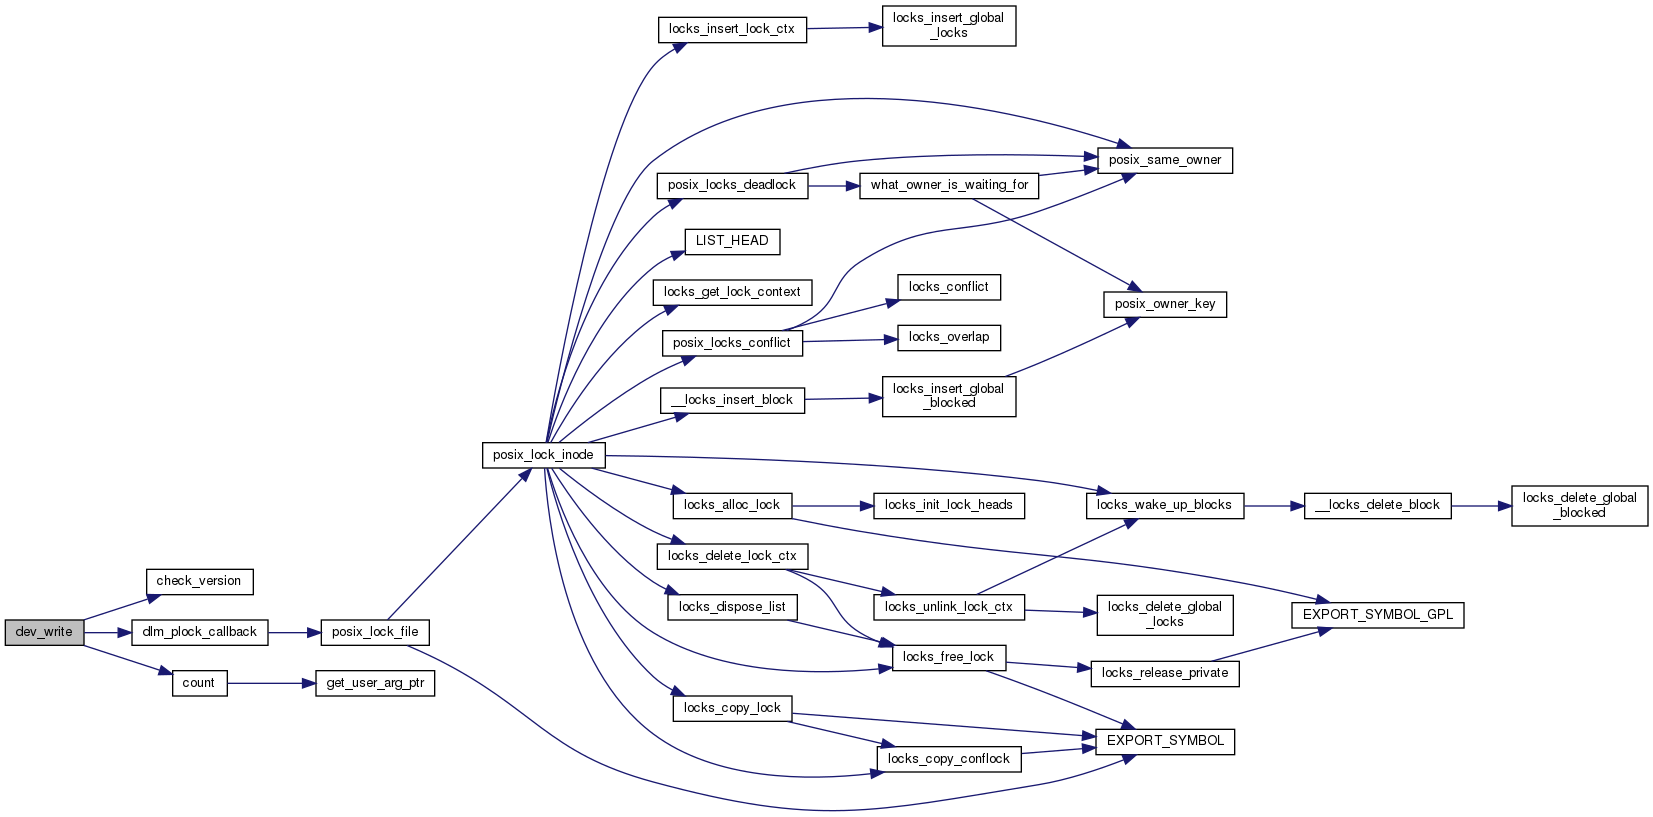 locks_insert_lock_ctx
locks_insert_global
_locks
posix_same_owner
posix_locks_deadlock
what_owner_is_waiting_for
LIST_HEAD
locks_get_lock_context
locks_conflict
posix_owner_key
posix_locks_conflict
locks_overlap
__locks_insert_block
locks_insert_global
_blocked
posix_lock_inode
locks_alloc_lock
locks_init_lock_heads
locks_wake_up_blocks
__locks_delete_block
locks_delete_global
_blocked
locks_delete_lock_ctx
check_version
locks_dispose_list
locks_unlink_lock_ctx
locks_delete_global
_locks
EXPORT_SYMBOL_GPL
dev_write
dlm_plock_callback
posix_lock_file
locks_free_lock
locks_release_private
count
get_user_arg_ptr
locks_copy_lock
EXPORT_SYMBOL
locks_copy_conflock